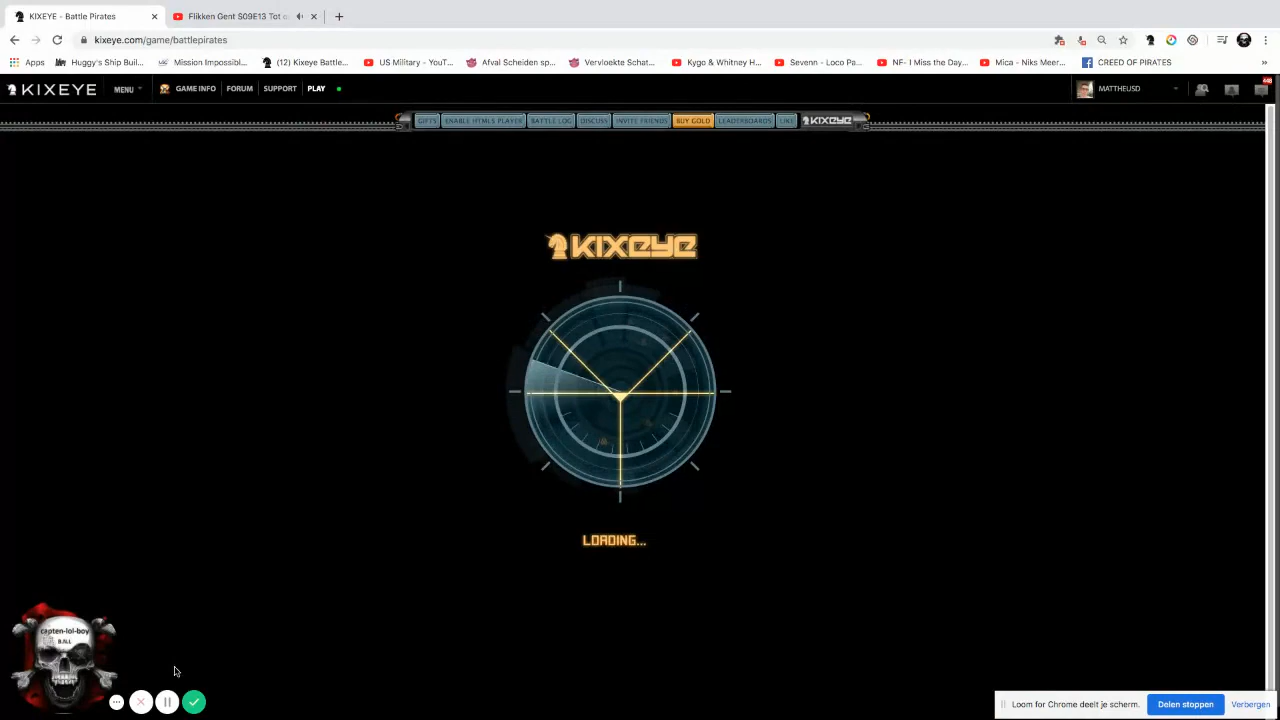 KIXEYE - Battle Pirates
Flikken Gent S09E13 Tot o
kixeye.com/game/battlepirates
Apps
Huggy's Ship Buil...
Mission Impossibl...
(12) Kixeye Battle...
US Military - YouT...
Afval Scheiden sp...
Vervloekte Schat...
Kygo & Whitney H...
Sevenn - Loco Pa...
NF- I Miss the Day...
Mica - Niks Meer...
CREED OF PIRATES
»
KIXEYE
MENU
GAME INFO
FORUM
SUPPORT
PLAY
MATTHEUSD
448
GIFTS
ENABLE HTML5 PLAYER
BATTLE LOG
DISCUSS
INVITE FRIENDS
BUY GOLD
LEADERBOARDS
LIKE
KIXEYE
KIXEYE
LOADING...
capten-lol-boy
B.N.L
Loom for Chrome deelt je scherm.
Delen stoppen
Verbergen